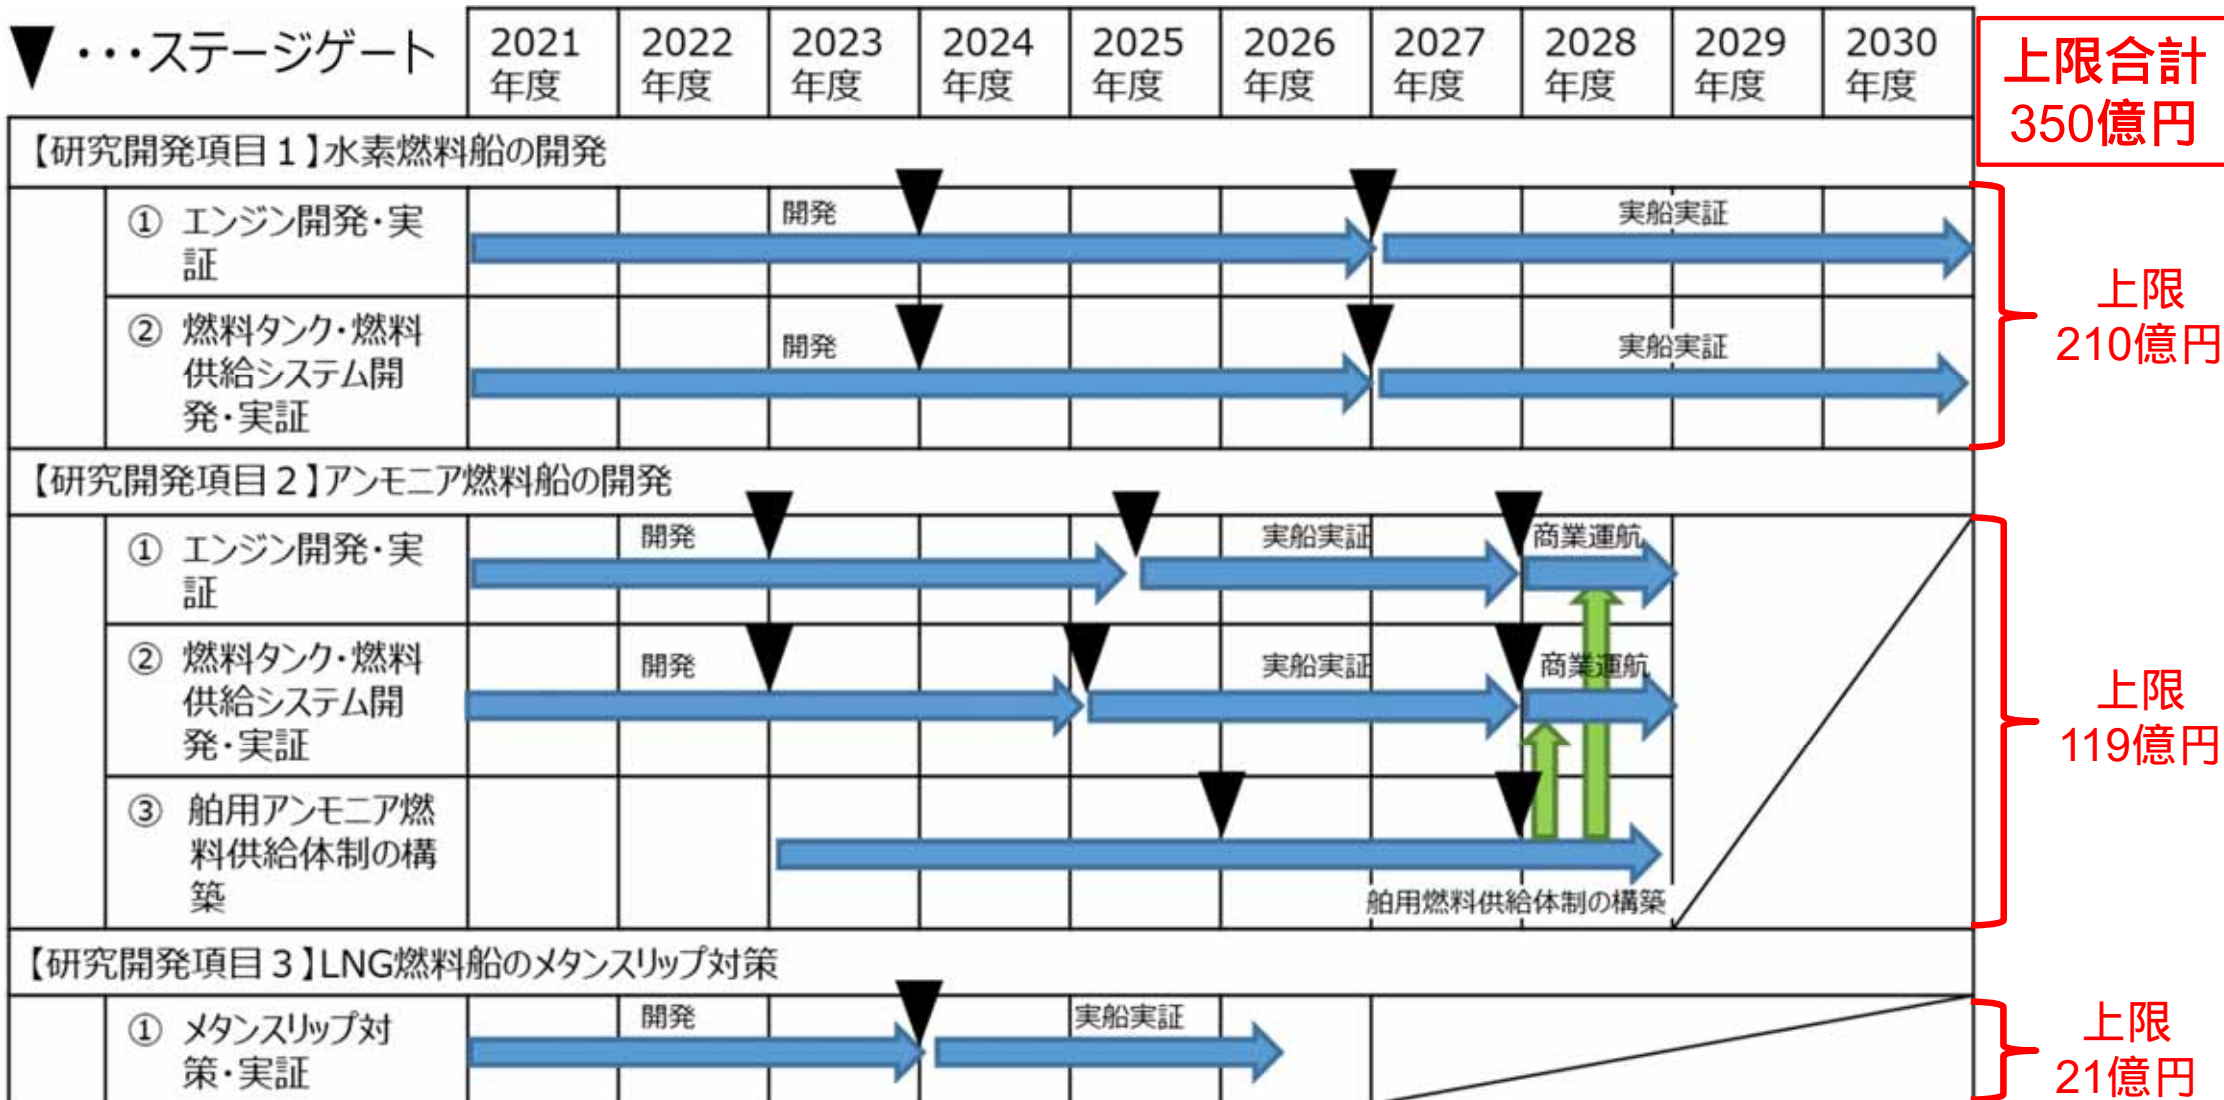 ▼・・・ステージゲート
2021
年度
2022
年度
2023
年度
2024
年度
2025
年度
2026
年度
2027
年度
2028
年度
2029
年度
2030
年度
上限合計
350億円
【研究開発項目１】水素燃料船の開発
① エンジン開発・実
証
開発
実船実証
② 燃料タンク・燃料
供給システム開
発・実証
開発
実船実証
上限
210億円
【研究開発項目２】アンモニア燃料船の開発
① エンジン開発・実
証
開発
実船実証
商業運航
② 燃料タンク・燃料
供給システム開
発・実証
開発
実船実証
商業運航
③ 舶用アンモニア燃
料供給体制の構
築
舶用燃料供給体制の構築
上限
119億円
【研究開発項目３】LNG燃料船のメタンスリップ対策
① メタンスリップ対
策・実証
開発
実船実証
上限
21億円